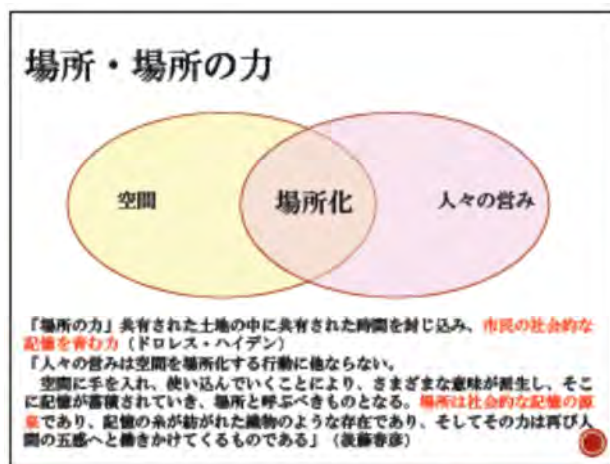 場所・場所の力
空間
場所化
人々の営み
「場所の力」共有された土地の中に共有された時間を封じ込み、市民の社会的な
記憶を育む力（ドロレス・ハイデン）
「人々の営みは空間を場所化する行動に他ならない。
空間に手を入れ、使い込んでいくことにより、さまざまな意味が派生し、そこ
に記憶が蓄積されていき、場所と呼ぶべきものとなる。場所は社会的な記憶の源
泉であり、記憶の糸が紡がれた織物のような存在であり、そしてその力は再び人
間の五感へと働きかけてくるものである」（後藤春彦）